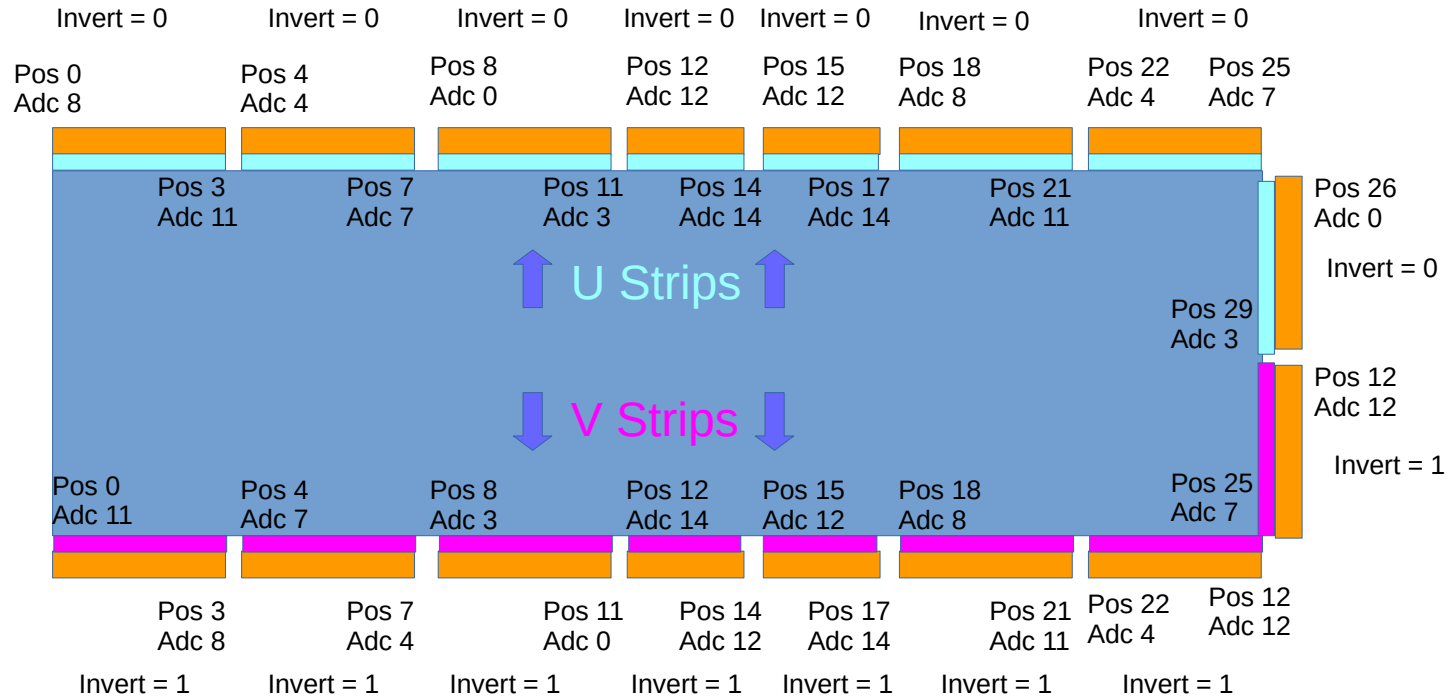 Invert = 0 Invert = 0 Invert = 0 Invert = 0 Invert = 0 Invert = 0 Invert = 0
Pos 0 Pos 4 Pos 8 Pos 12 Pos 15 Pos 18 Pos 22 Pos 25
Adc 8 Adc 4 Adc 0 Adc 12 Adc 12 Adc 8 Adc 4 Adc 7
Pos 3 Pos 7 Pos 11 Pos 14 Pos 17 Pos 21 Pos 26
Adc 11 Adc 7 Adc 3 Adc 14 Adc 14 Adc 11 Adc 0
Invert = 0
U Strips
Pos 29
Adc 3
Pos 12
Adc 12
V Strips
Invert = 1
Pos 0 Pos 4 Pos 8 Pos 12 Pos 15 Pos 18 Pos 25
Adc 11 Adc 7 Adc 3 Adc 14 Adc 12 Adc 8 Adc 7
Pos 3 Pos 7 Pos 11 Pos 14 Pos 17 Pos 21 Pos 22 Pos 12
Adc 8 Adc 4 Adc 0 Adc 12 Adc 14 Adc 11 Adc 4 Adc 12
Invert = 1 Invert = 1 Invert = 1 Invert = 1 Invert = 1 Invert = 1 Invert = 1